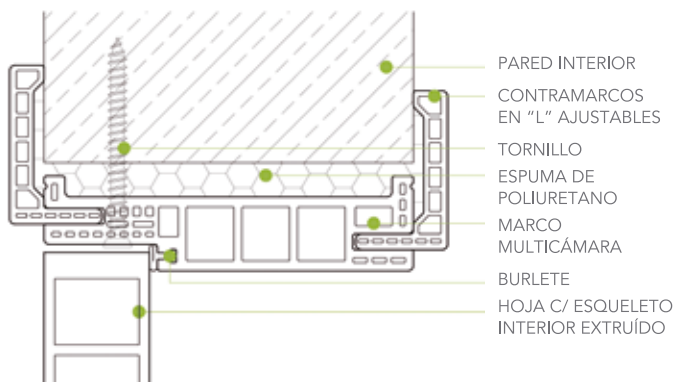 PARED INTERIOR
CONTRAMARCOS
EN "L" AJUSTABLES
TORNILLO
ESPUMA DE
POLIURETANO
MARCO
MULTICÁMARA
BURLETE
HOJA C/ ESQUELETO
INTERIOR EXTRUÍDO